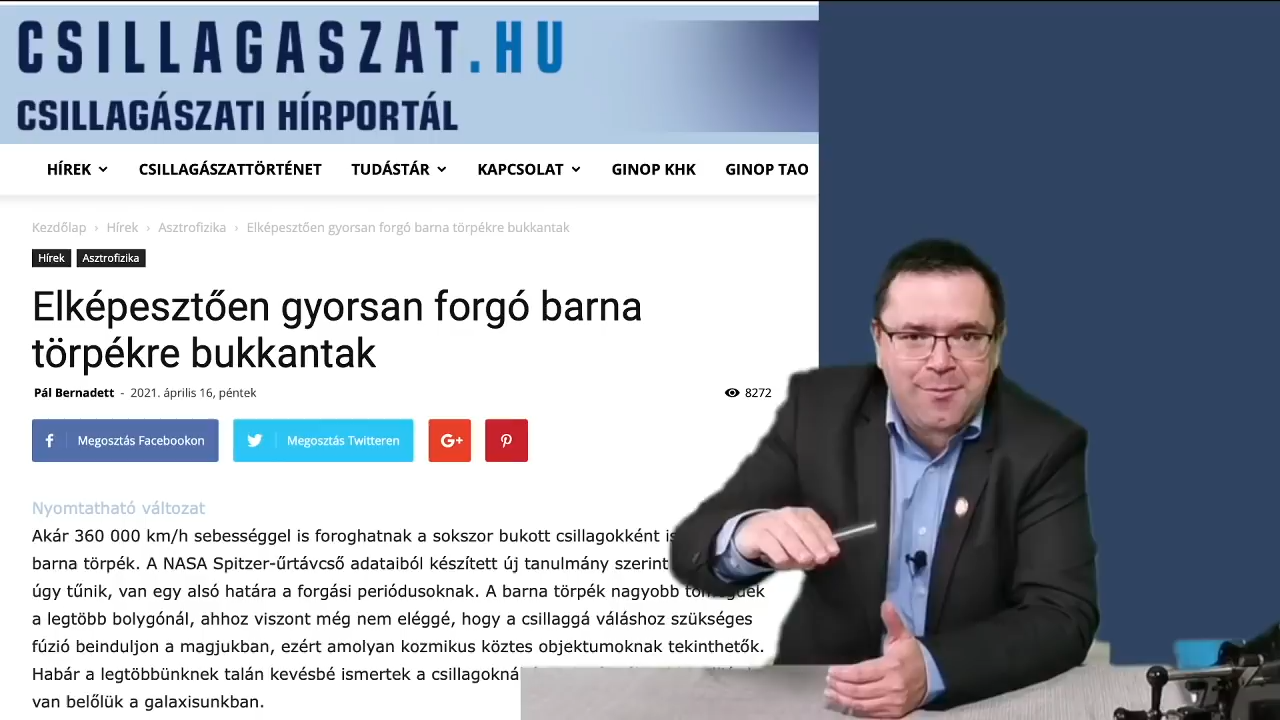 CSILLAGASZAT.HU
CSILLAGÁSZATI HÍRPORTÁL
HÍREK CSILLAGÁSZATTÖRTÉNET TUDÁSTÁR KAPCSOLAT GINOP KHK GINOP TAO
Kezdőlap › Hírek › Asztrofizika › Elképesztően gyorsan forgó barna törpékre bukkantak
Hírek Asztrofizika
Elképesztően gyorsan forgó barna
törpékre bukkantak
Pál Bernadett - 2021. április 16, péntek 8272
Megosztás Facebookon Megosztás Twitteren G+
Nyomtatható változat
Akár 360 000 km/h sebességgel is foroghatnak a sokszor bukott csillagokként
barna törpék. A NASA Spitzer-űrtávcső adataiból készített új tanulmány szerint
úgy tűnik, van egy alsó határa a forgási periódusoknak. A barna törpék nagyobb tömegűek
a legtöbb bolygónál, ahhoz viszont még nem eléggé, hogy a csillaggá váláshoz szükséges
fúzió beinduljon a magjukban, ezért amolyan kozmikus köztes objektumoknak tekinthetők.
Habár a legtöbbünknek talán kevésbé ismertek a
van belőlük a galaxisunkban.